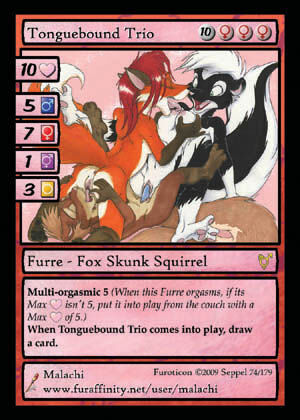 Tonguebound Trio 10
10
5
7
1
3
Furre - Fox Skunk Squirrel
Multi-orgasmic 5 (When this Furre orgasms, if its
Max isn't 5, put it into play from the couch with a
Max of 5.)
When Tonguebound Trio comes into play, draw
a card.
Malachi Furoticon ©2009 Seppel 74/179
www.furaffinity.net/user/malachi